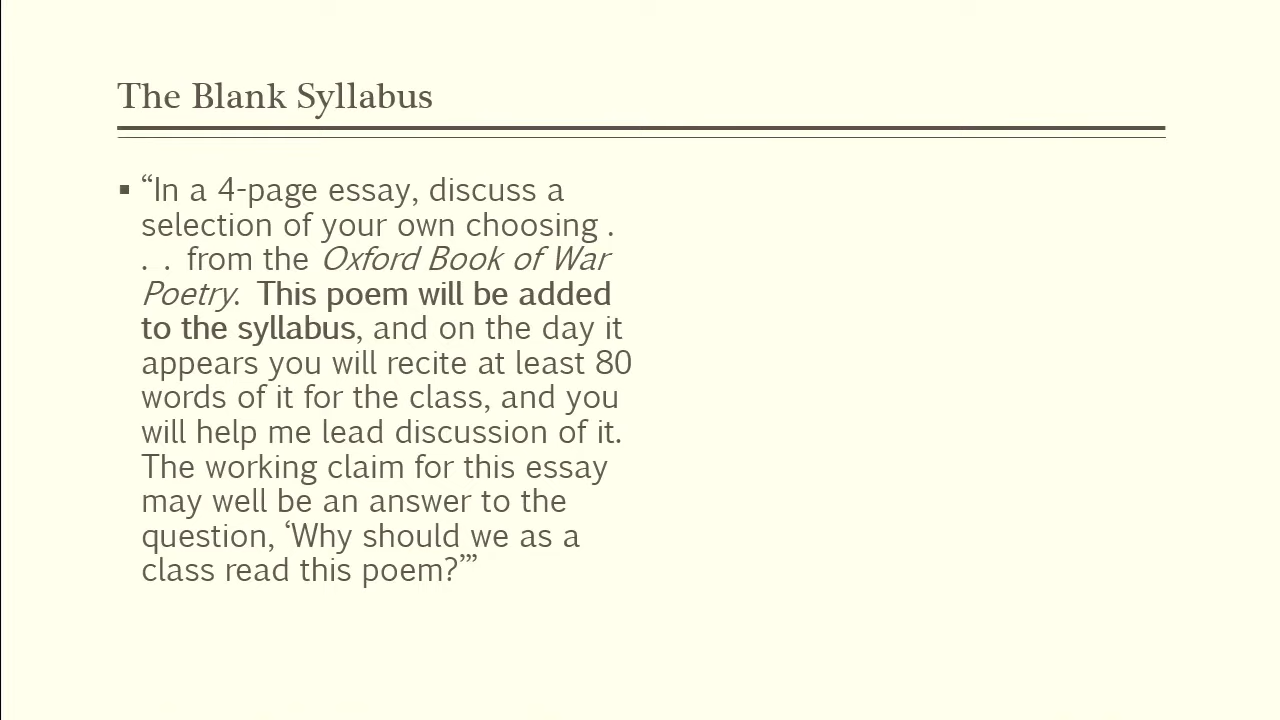 The Blank Syllabus
▪ “In a 4-page essay, discuss a
selection of your own choosing .
. . from the Oxford Book of War
Poetry. This poem will be added
to the syllabus, and on the day it
appears you will recite at least 80
words of it for the class, and you
will help me lead discussion of it.
The working claim for this essay
may well be an answer to the
question, ‘Why should we as a
class read this poem?’”